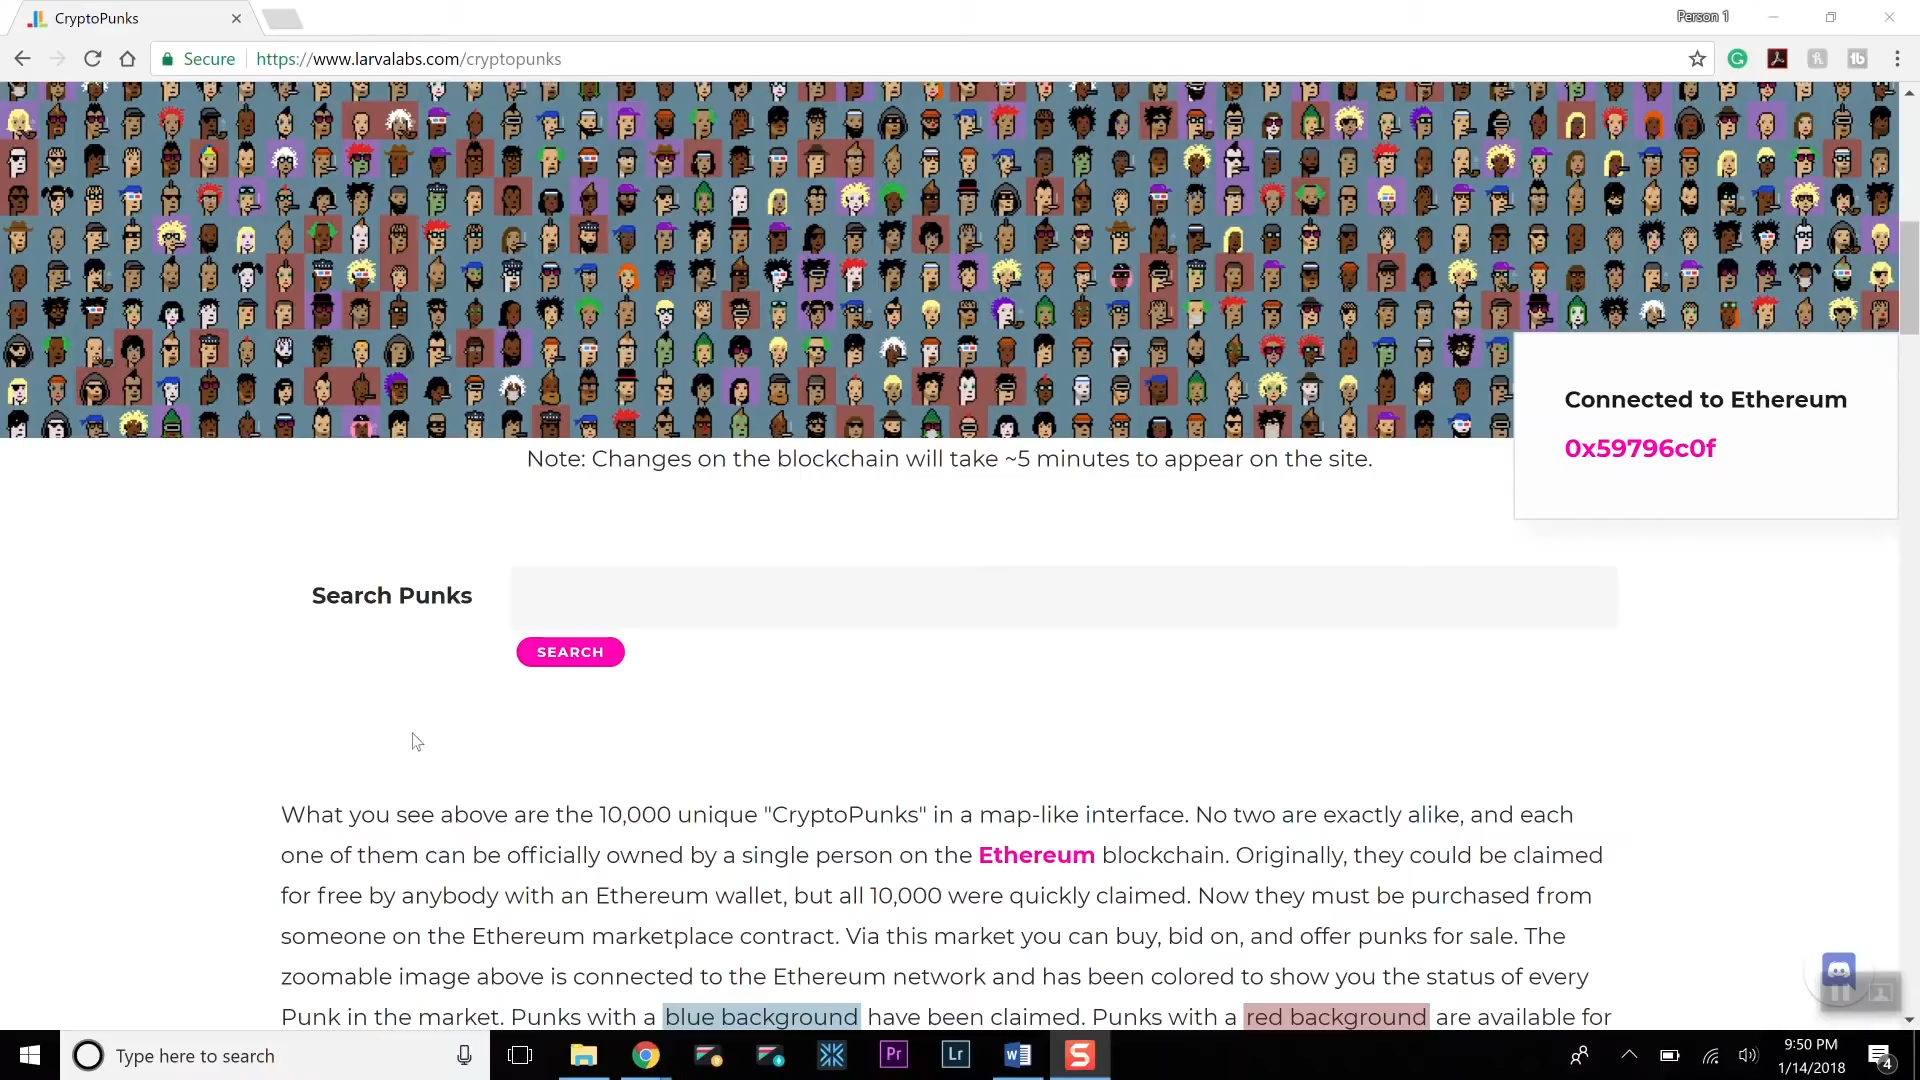 CryptoPunks
Person 1
Secure
https://www.larvalabs.com/cryptopunks
Connected to Ethereum
0x59796c0f
Note: Changes on the blockchain will take ~5 minutes to appear on the site.
Search Punks
SEARCH
What you see above are the 10,000 unique "CryptoPunks" in a map-like interface. No two are exactly alike, and each
one of them can be officially owned by a single person on the Ethereum blockchain. Originally, they could be claimed
for free by anybody with an Ethereum wallet, but all 10,000 were quickly claimed. Now they must be purchased from
someone on the Ethereum marketplace contract. Via this market you can buy, bid on, and offer punks for sale. The
zoomable image above is connected to the Ethereum network and has been colored to show you the status of every
Punk in the market. Punks with a blue background have been claimed. Punks with a red background are available for
Type here to search
Pr
Lr
W
S
9:50 PM
1/14/2018
4